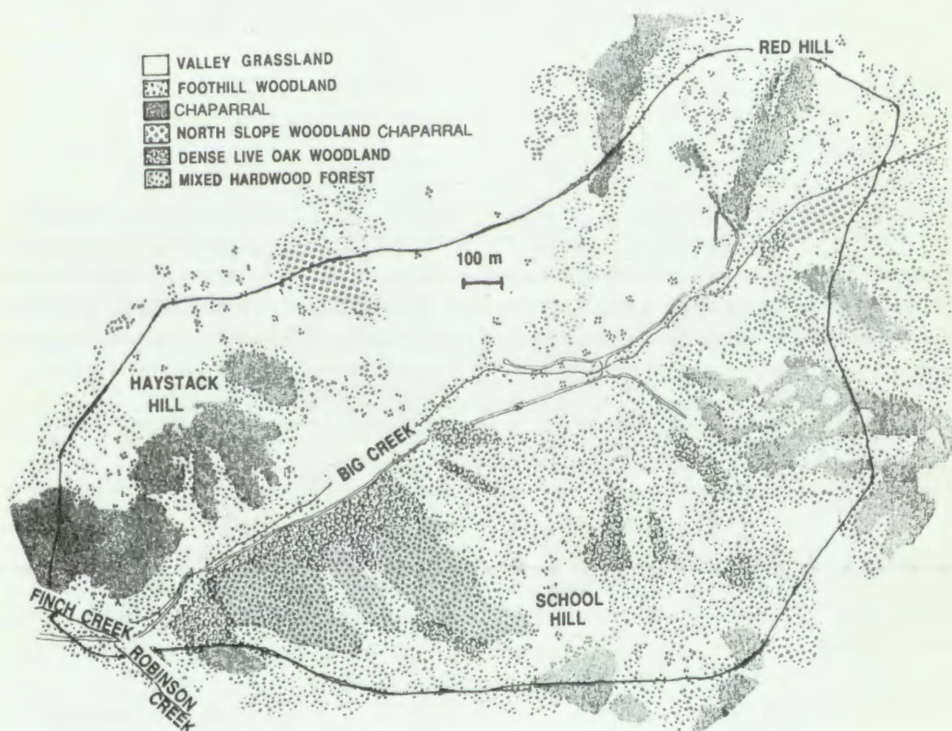 RED HILL
VALLEY GRASSLAND
FOOTHILL WOODLAND
CHAPARRAL
NORTH SLOPE WOODLAND CHAPARRAL
DENSE LIVE OAK WOODLAND
MIXED HARDWOOD FOREST
100 m
HAYSTACK
HILL
BIG CREEK
SCHOOL
HILL
FINCH CREEK
ROBINSON
CREEK